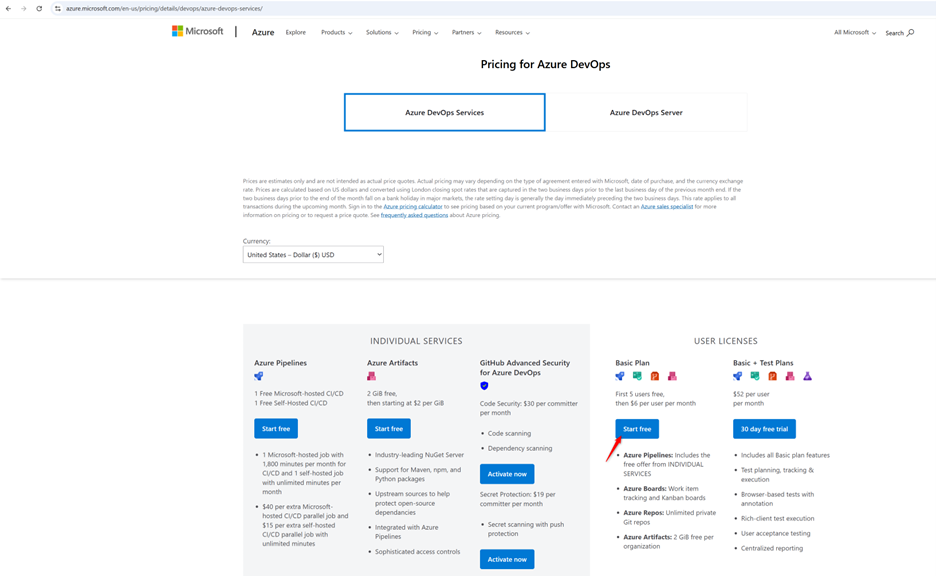 azure.microsoft.com/en-us/pricing/details/devops/azure-devops-services/
Microsoft
Azure
Explore
Products
Solutions
Pricing
Partners
Resources
All Microsoft
Search
Pricing for Azure DevOps
Azure DevOps Services
Azure DevOps Server
Prices are estimates only and are not intended as actual price quotes. Actual pricing may vary depending on the type of agreement entered with Microsoft, date of purchase, and the currency exchange
rate. Prices are calculated based on US dollars and converted using London closing spot rates that are captured in the two business days prior to the last business day of the previous month end. If the
two business days prior to the end of the month fall on a bank holiday in major markets, the rate setting day is generally the day immediately preceding the two business days. This rate applies to all
transactions during the upcoming month. Sign in to the Azure pricing calculator to see pricing based on your current program/offer with Microsoft. Contact an Azure sales specialist for more
information on pricing or to request a price quote. See frequently asked questions about Azure pricing.
Currency:
United States – Dollar ($) USD
INDIVIDUAL SERVICES
Azure Pipelines
1 Free Microsoft-hosted CI/CD
1 Free Self-Hosted CI/CD
Start free
• 1 Microsoft-hosted job with
1,800 minutes per month for
CI/CD and 1 self-hosted job
with unlimited minutes per
month
• $40 per extra Microsoft-
hosted CI/CD parallel job and
$15 per extra self-hosted
CI/CD parallel job with
unlimited minutes
Azure Artifacts
2 GiB free,
then starting at $2 per GiB
Start free
• Industry-leading NuGet Server
• Support for Maven, npm, and
Python packages
• Upstream sources to help
protect open-source
dependancies
• Integrated with Azure
Pipelines
• Sophisticated access controls
GitHub Advanced Security
for Azure DevOps
Code Security: $30 per committer
per month
• Code scanning
• Dependency scanning
Activate now
Secret Protection: $19 per
committer per month
• Secret scanning with push
protection
Activate now
USER LICENSES
Basic Plan
First 5 users free,
then $6 per user per month
Start free
• Azure Pipelines: Includes the
free offer from INDIVIDUAL
SERVICES
• Azure Boards: Work item
tracking and Kanban boards
• Azure Repos: Unlimited private
Git repos
• Azure Artifacts: 2 GiB free per
organization
Basic + Test Plans
$52 per user
per month
30 day free trial
• Includes all Basic plan features
• Test planning, tracking &
execution
• Browser-based tests with
annotation
• Rich-client test execution
• User acceptance testing
• Centralized reporting